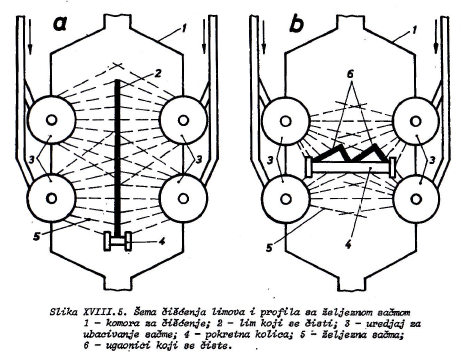 a
b
1
1
2
6
3
3
3
3
5
4
5
4
Slika XVIII.5. Šema čišćenja limova i profila sa željeznom sačmom
1 - komora za čišćenje; 2 - lim koji se čisti; 3 - uredjaj za
ubacivanje sačme; 4 - pokretna kolica; 5 - željezna sačma;
6 - ugaonici koji se čiste.